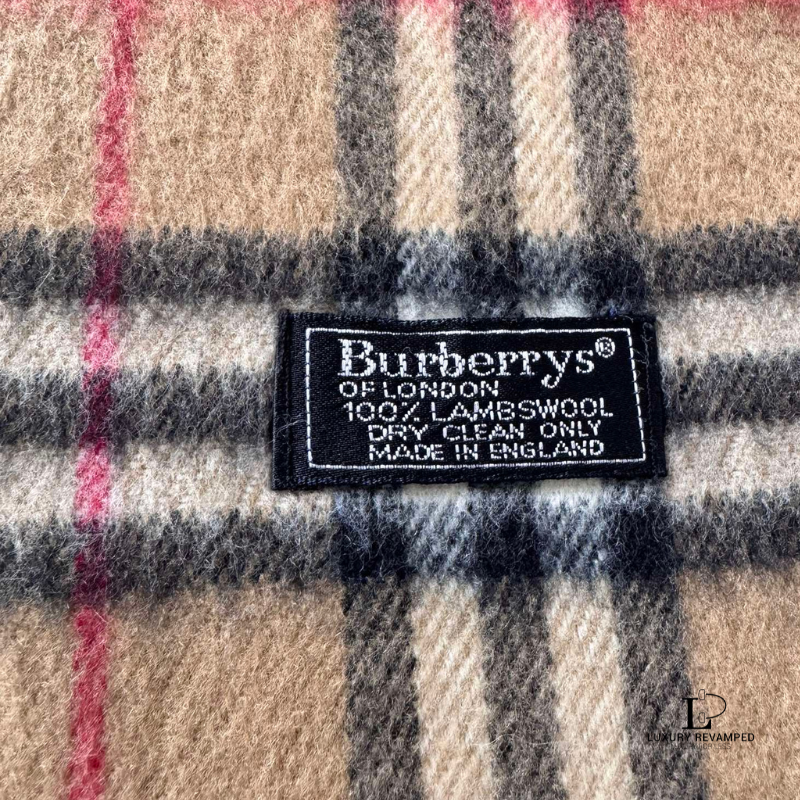 Burberrys®
OF LONDON
100% LAMBSWOOL
DRY CLEAN ONLY
MADE IN ENGLAND
LUXURY REVAMPED